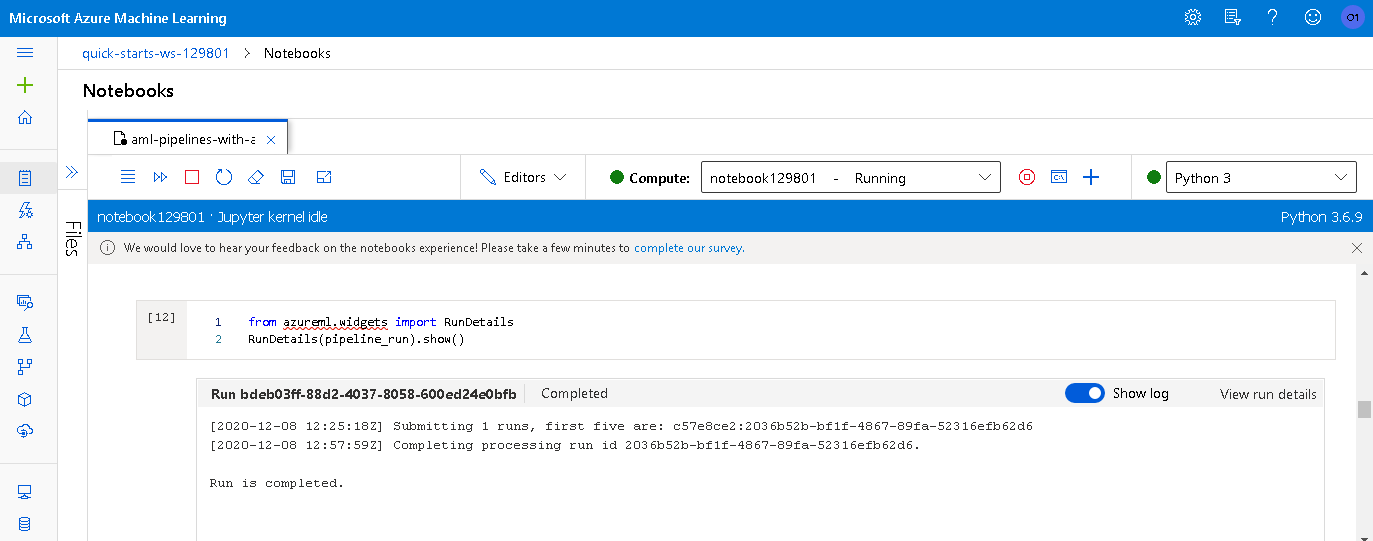 Microsoft Azure Machine Learning
01
quick-starts-ws-129801 > Notebooks
Notebooks
aml-pipelines-with-a
Editors
Compute: notebook129801 - Running
Python 3
notebook129801 · Jupyter kernel idle
Python 3.6.9
Files
We would love to hear your feedback on the notebooks experience! Please take a few minutes to complete our survey.
[12]
1 from azureml.widgets import RunDetails
2 RunDetails(pipeline_run).show()
Run bdeb03ff-88d2-4037-8058-600ed24e0bfb Completed
Show log
View run details
[2020-12-08 12:25:18Z] Submitting 1 runs, first five are: c57e8ce2:2036b52b-bf1f-4867-89fa-52316efb62d6
[2020-12-08 12:57:59Z] Completing processing run id 2036b52b-bf1f-4867-89fa-52316efb62d6.
Run is completed.